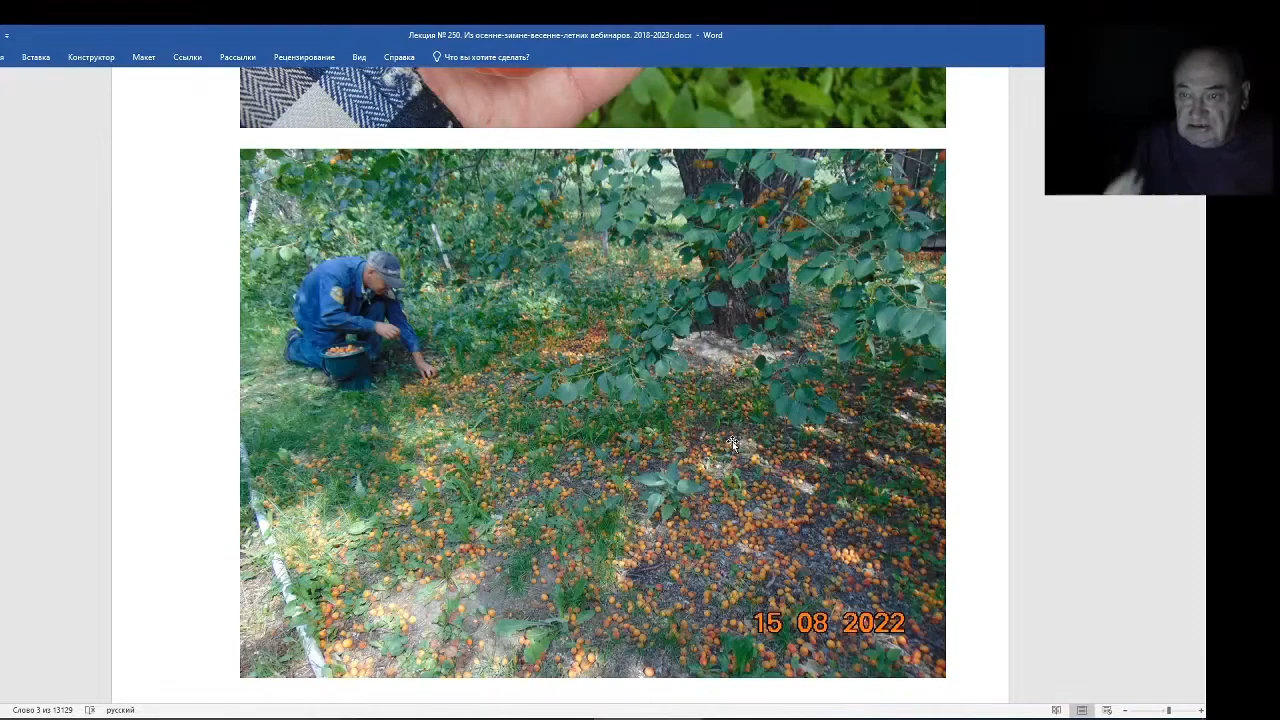 Лекция № 250. Из осенне-зимне-весенне-летних вебинаров. 2018-2023г.docx - Word
я Вставка Конструктор Макет Ссылки Рассылки Рецензирование Вид Справка Что вы хотите сделать?
15 08 2022
Слово 3 из 13129 русский